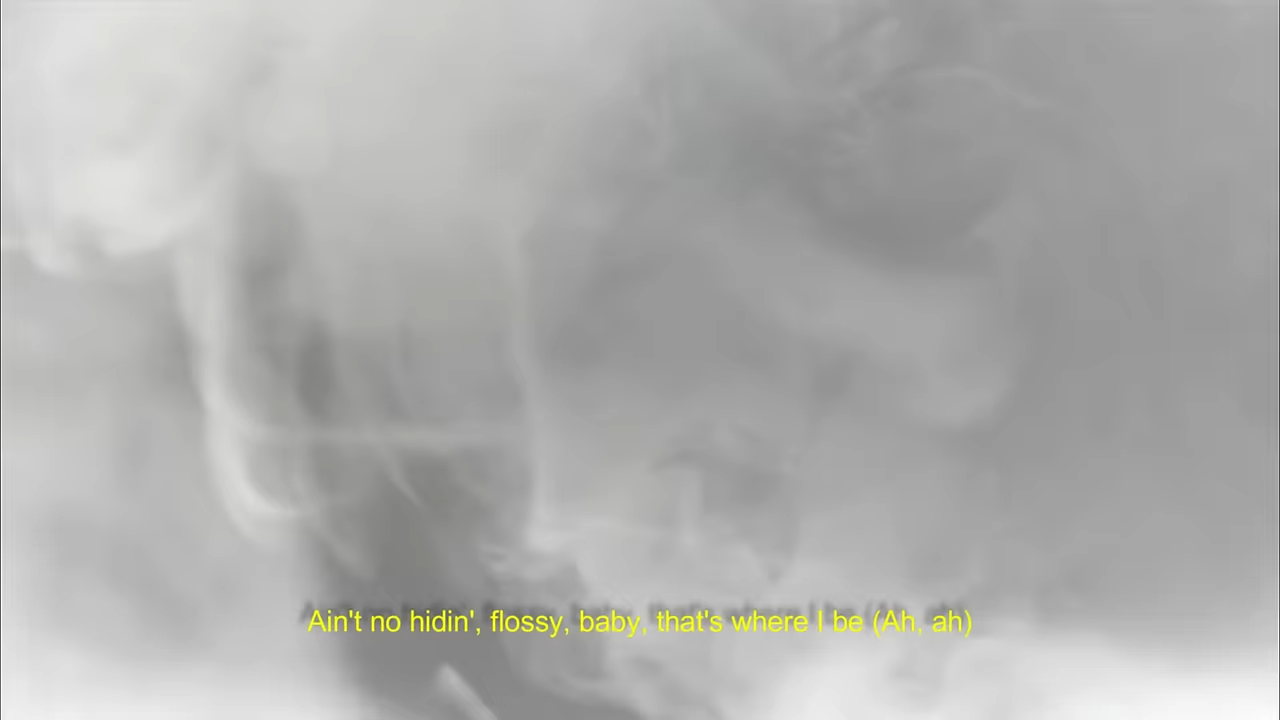 Ain't no hidin', flossy, baby, that's where I be (Ah, ah)